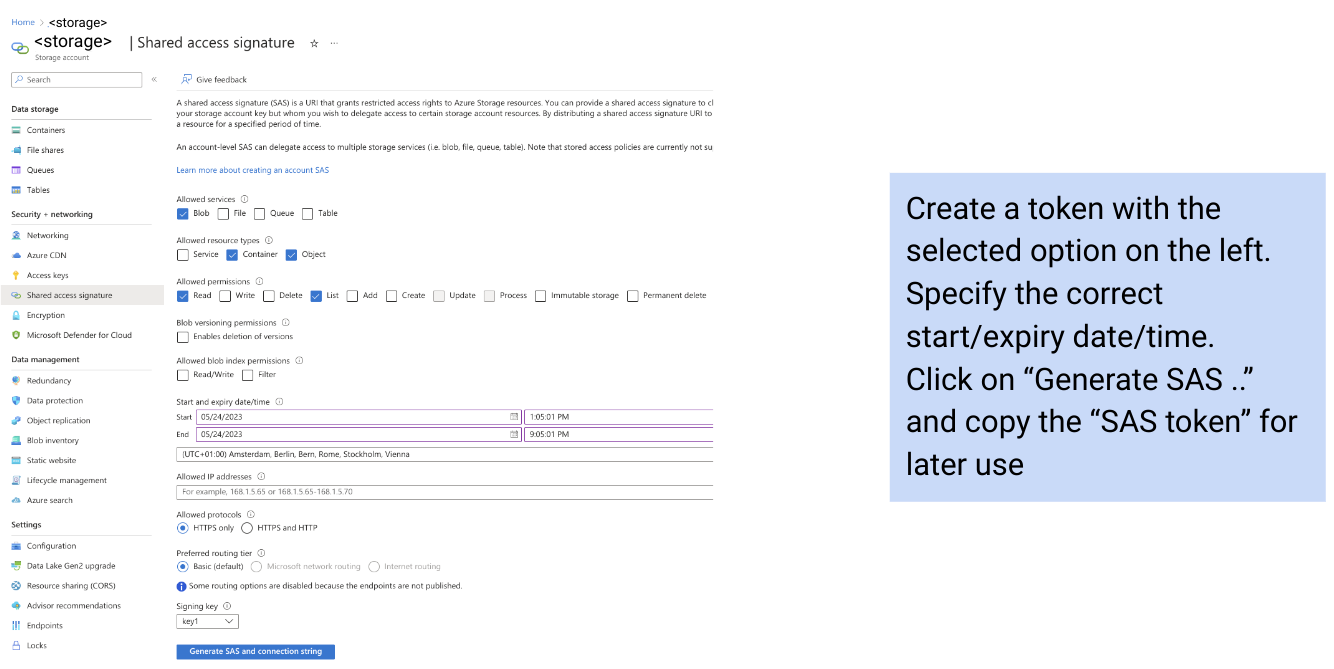 Home > <storage>
<storage> | Shared access signature ☆ ...
Storage account
Search «
Data storage
Containers
File shares
Queues
Tables
Security + networking
Networking
Azure CDN
Access keys
Shared access signature
Encryption
Microsoft Defender for Cloud
Data management
Redundancy
Data protection
Object replication
Blob inventory
Static website
Lifecycle management
Azure search
Settings
Configuration
Data Lake Gen2 upgrade
Resource sharing (CORS)
Advisor recommendations
Endpoints
Locks
Give feedback
A shared access signature (SAS) is a URI that grants restricted access rights to Azure Storage resources. You can provide a shared access signature to cl
your storage account key but whom you wish to delegate access to certain storage account resources. By distributing a shared access signature URI to
a resource for a specified period of time.
An account-level SAS can delegate access to multiple storage services (i.e. blob, file, queue, table). Note that stored access policies are currently not su
Learn more about creating an account SAS
Allowed services
Blob File Queue Table
Allowed resource types
Service Container Object
Allowed permissions
Read Write Delete List Add Create Update Process Immutable storage Permanent delete
Blob versioning permissions
Enables deletion of versions
Allowed blob index permissions
Read/Write Filter
Start and expiry date/time
Start 05/24/2023 1:05:01 PM
End 05/24/2023 9:05:01 PM
(UTC+01:00) Amsterdam, Berlin, Bern, Rome, Stockholm, Vienna
Allowed IP addresses
For example, 168.1.5.65 or 168.1.5.65-168.1.5.70
Allowed protocols
HTTPS only HTTPS and HTTP
Preferred routing tier
Basic (default) Microsoft network routing Internet routing
Some routing options are disabled because the endpoints are not published.
Signing key
key1
Generate SAS and connection string
Create a token with the
selected option on the left.
Specify the correct
start/expiry date/time.
Click on “Generate SAS ..”
and copy the “SAS token” for
later use